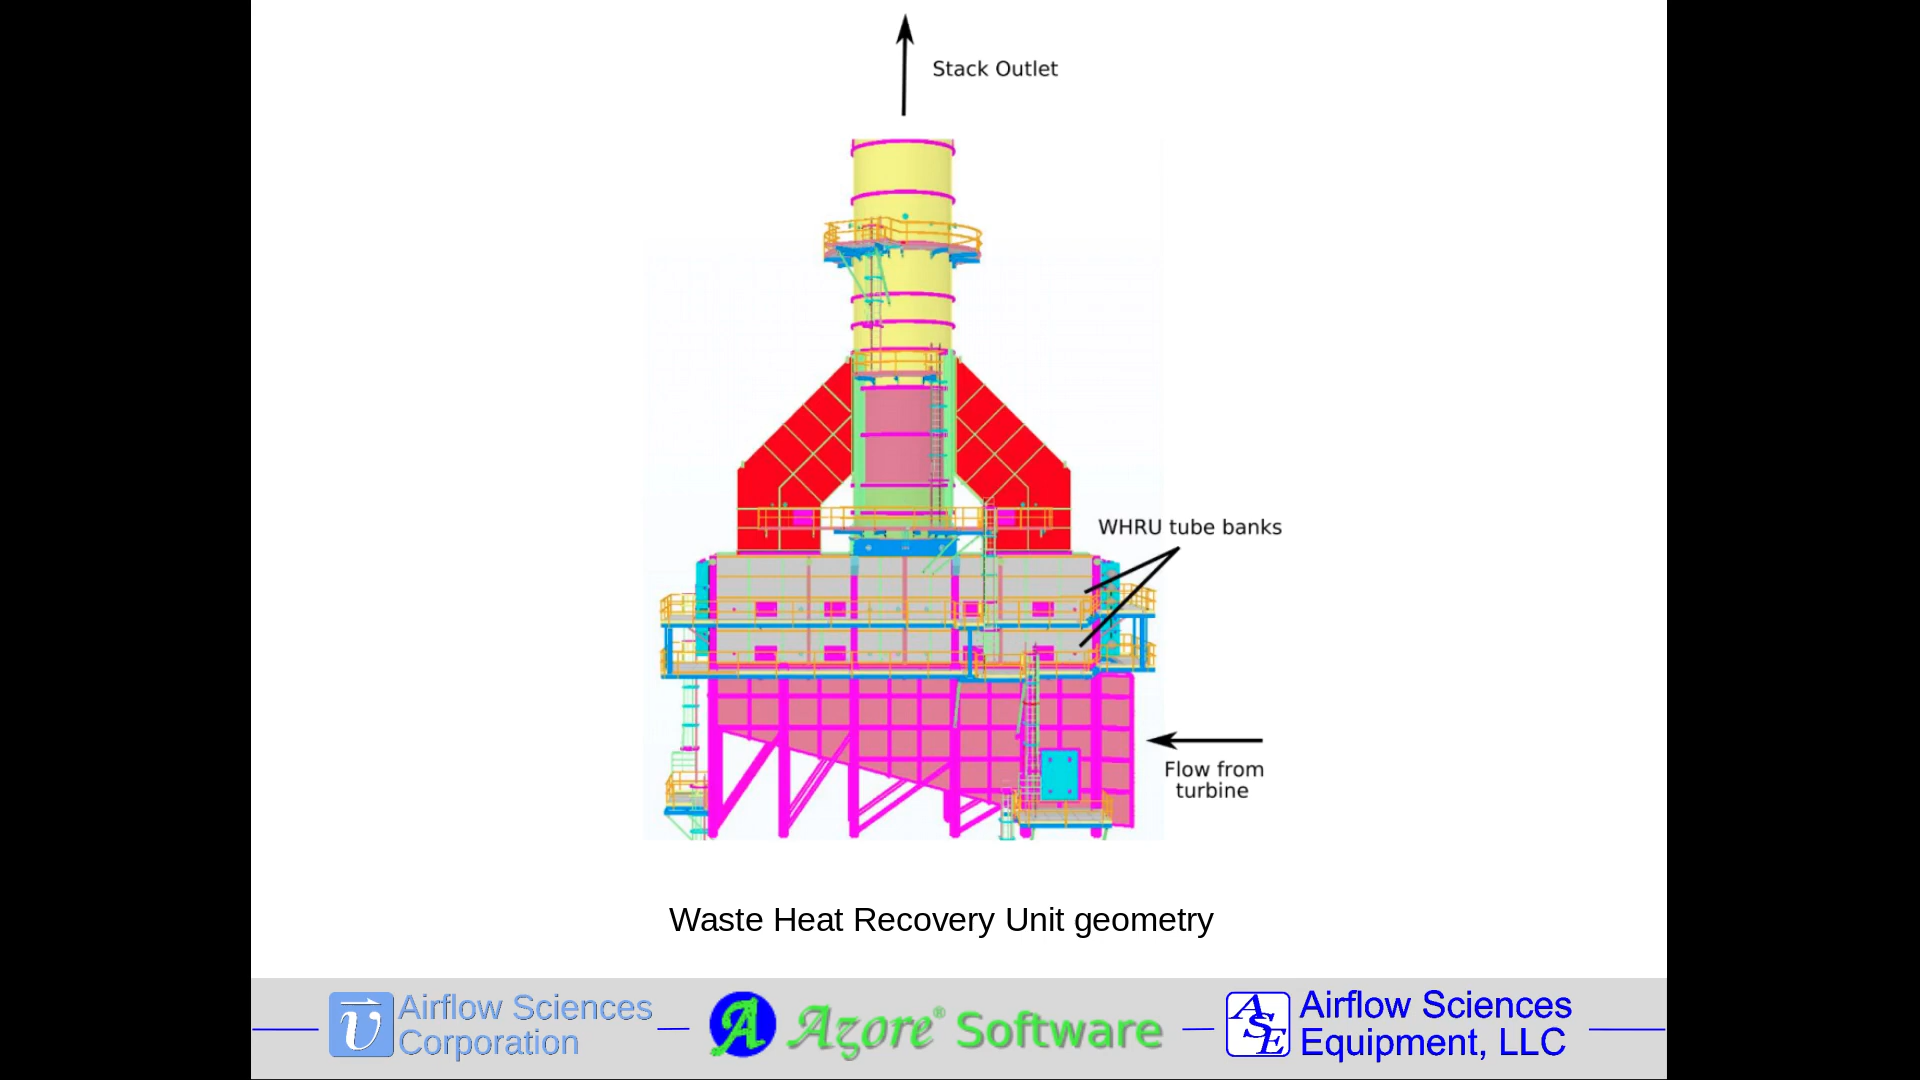 Stack Outlet
WHRU tube banks
Flow from
turbine
Waste Heat Recovery Unit geometry
υ Airflow Sciences
Corporation
A Azore® Software
ASE Airflow Sciences
Equipment, LLC